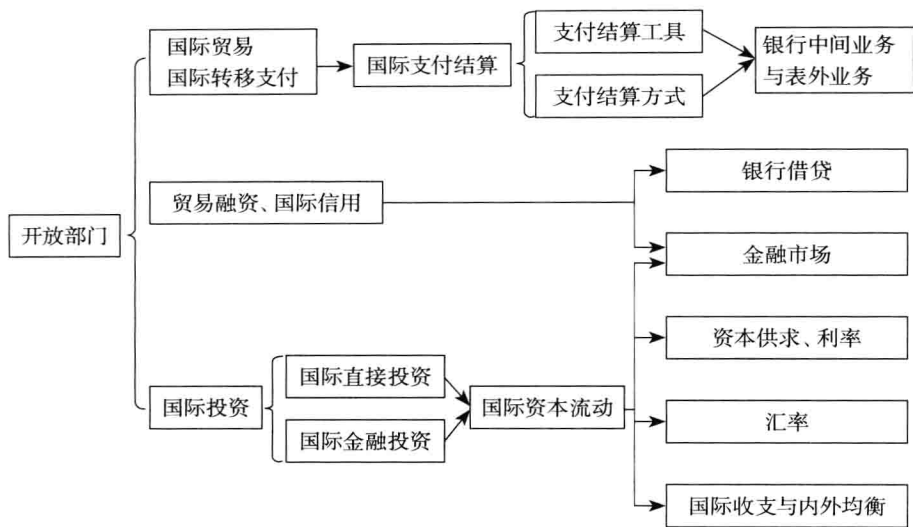 国际贸易
国际转移支付
国际支付结算
支付结算工具
支付结算方式
银行中间业务
与表外业务
贸易融资、国际信用
银行借贷
开放部门
金融市场
资本供求、利率
国际投资
国际直接投资
国际金融投资
国际资本流动
汇率
国际收支与内外均衡